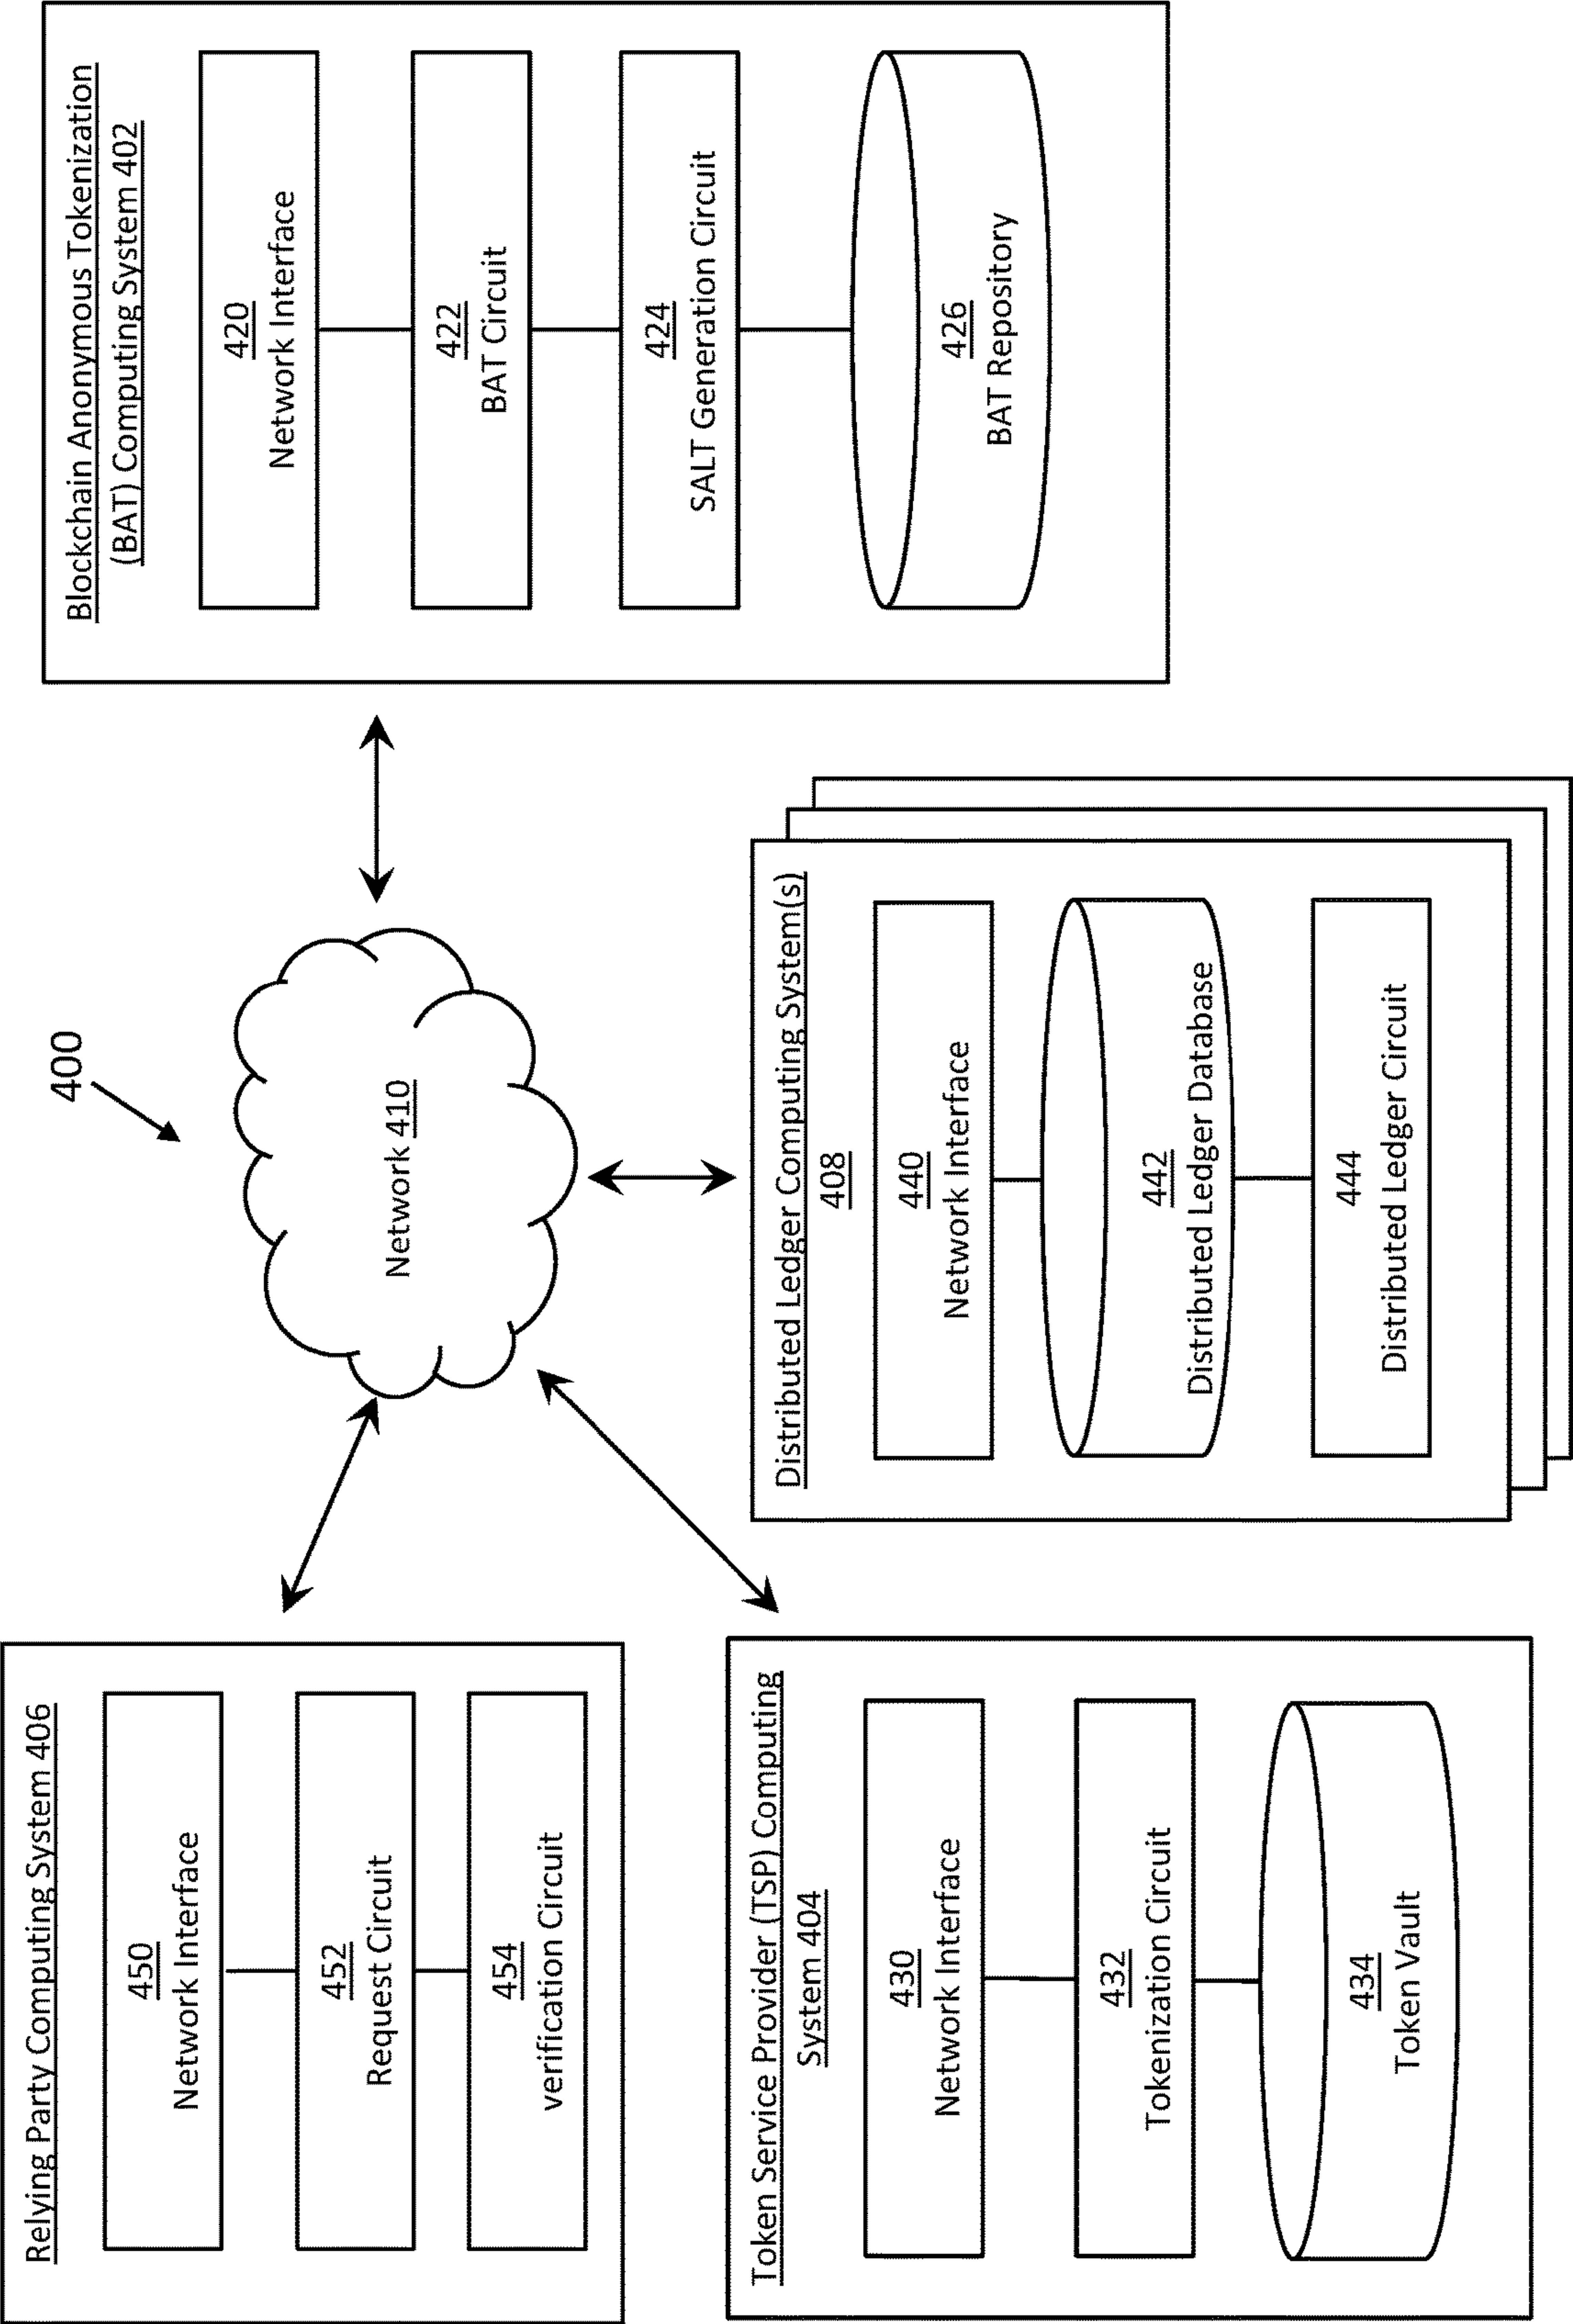 400
Relying Party Computing System 406
450
Network Interface
452
Request Circuit
454
verification Circuit
Network 410
Blockchain Anonymous Tokenization
(BAT) Computing System 402
420
Network Interface
422
BAT Circuit
424
SALT Generation Circuit
426
BAT Repository
Token Service Provider (TSP) Computing
System 404
430
Network Interface
432
Tokenization Circuit
434
Token Vault
Distributed Ledger Computing System(s)
408
440
Network Interface
442
Distributed Ledger Database
444
Distributed Ledger Circuit